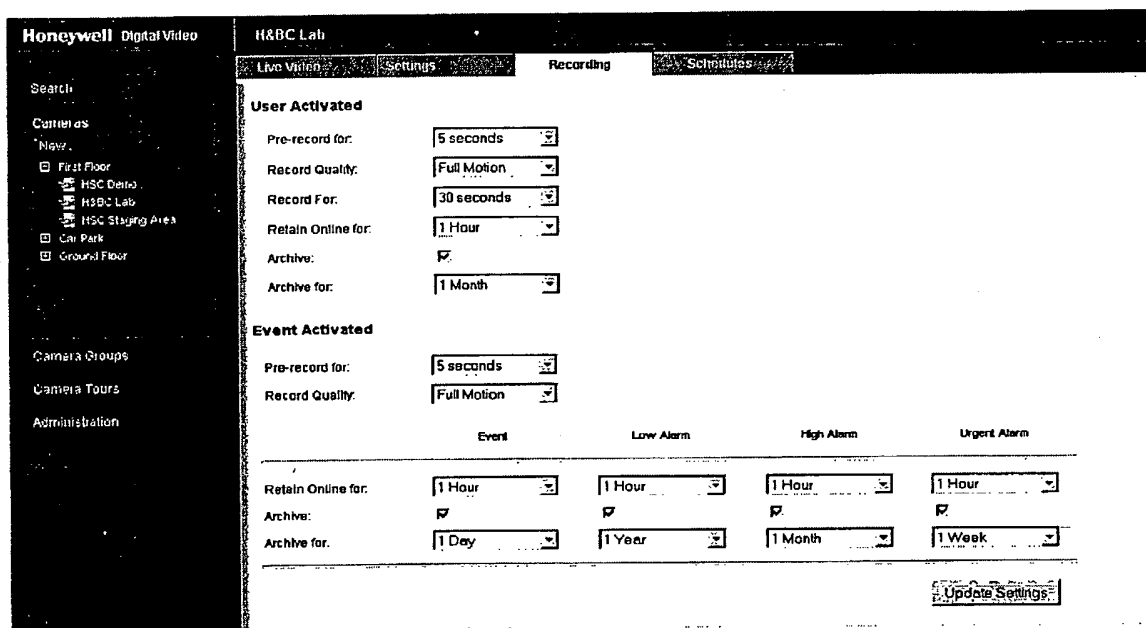 Honeywell Digital Video
H&BC Lab
Live Video Settings Recording Schedules
Search
Cameras
New
First Floor
HSC Demo
H&BC Lab
HSC Staging Area
Car Park
Ground Floor
Camera Groups
Camera Tours
Administration
User Activated
Pre-record for: 5 seconds
Record Quality: Full Motion
Record For: 30 seconds
Retain Online for: 1 Hour
Archive:
Archive for: 1 Month
Event Activated
Pre-record for: 5 seconds
Record Quality: Full Motion
Event Low Alarm High Alarm Urgent Alarm
Retain Online for: 1 Hour 1 Hour 1 Hour 1 Hour
Archive:
Archive for. 1 Day 1 Year 1 Month 1 Week
Update Settings